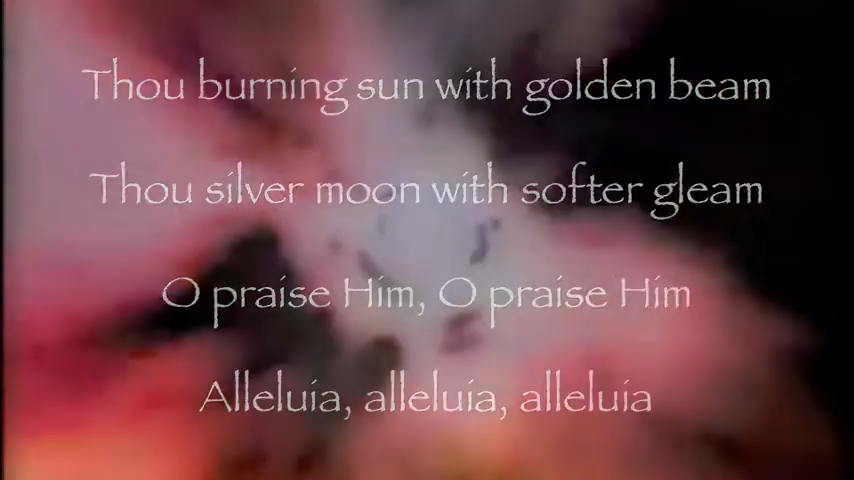 Thou burning sun with golden beam
Thou silver moon with softer gleam
O praise Him, O praise Him
Alleluia, alleluia, alleluia